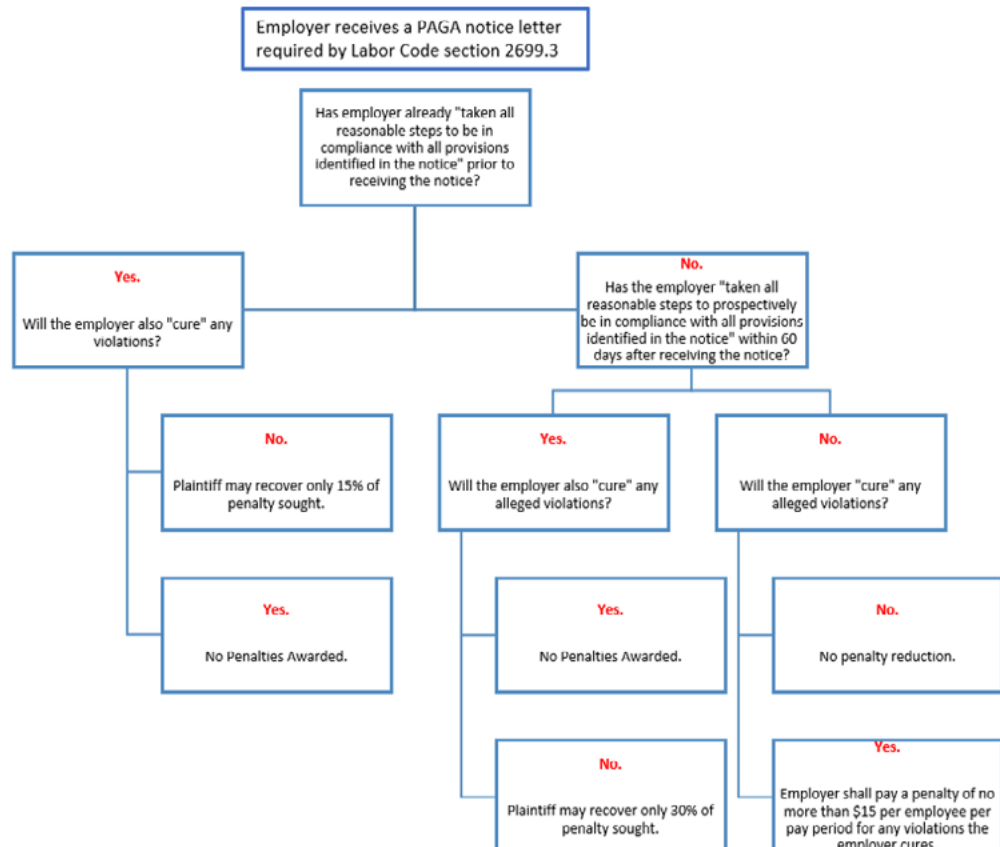 Employer receives a PAGA notice letter
required by Labor Code section 2699.3
Has employer already "taken all
reasonable steps to be in
compliance with all provisions
identified in the notice" prior to
receiving the notice?
Yes.
Will the employer also "cure" any
violations?
No.
Has the employer "taken all
reasonable steps to prospectively
be in compliance with all provisions
identified in the notice" within 60
days after receiving the notice?
No.
Plaintiff may recover only 15% of
penalty sought.
Yes.
Will the employer also "cure" any
alleged violations?
No.
Will the employer "cure" any
alleged violations?
Yes.
No Penalties Awarded.
Yes.
No Penalties Awarded.
No.
No penalty reduction.
No.
Plaintiff may recover only 30% of
penalty sought.
Yes.
Employer shall pay a penalty of no
more than $15 per employee per
pay period for any violations the
employer cures